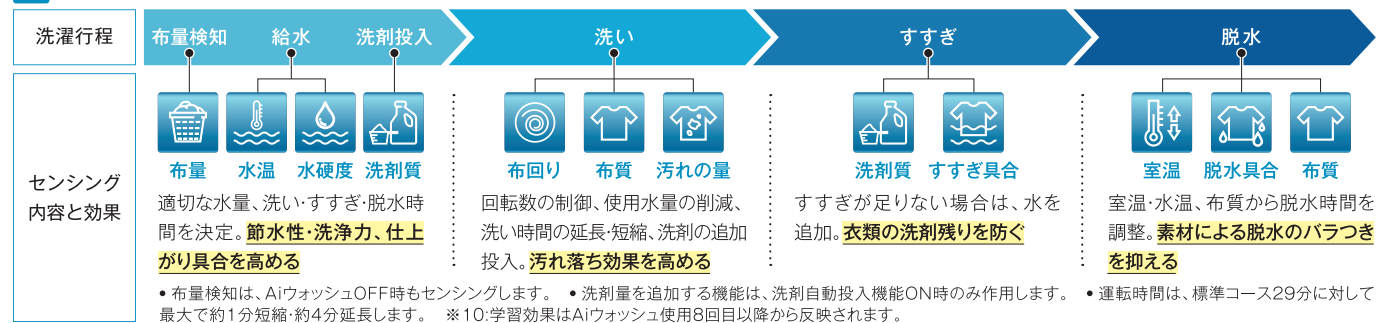 洗濯行程
布量検知 給水 洗剤投入 洗い すすぎ 脱水
センシング
内容と効果
布量 水温 水硬度 洗剤質
適切な水量、洗い・すすぎ・脱水時
間を決定。節水性・洗浄力、仕上
がり具合を高める
布回り 布質 汚れの量
回転数の制御、使用水量の削減、
洗い時間の延長・短縮、洗剤の追加
投入。汚れ落ち効果を高める
洗剤質 すすぎ具合
すすぎが足りない場合は、水を
追加。衣類の洗剤残りを防ぐ
室温 脱水具合 布質
室温・水温、布質から脱水時間を
調整。素材による脱水のバラつき
を抑える
•布量検知は、AiウォッシュOFF時もセンシングします。 •洗剤量を追加する機能は、洗剤自動投入機能ON時のみ作用します。 •運転時間は、標準コース29分に対して
最大で約1分短縮・約4分延長します。 ※10:学習効果はAiウォッシュ使用8回目以降から反映されます。